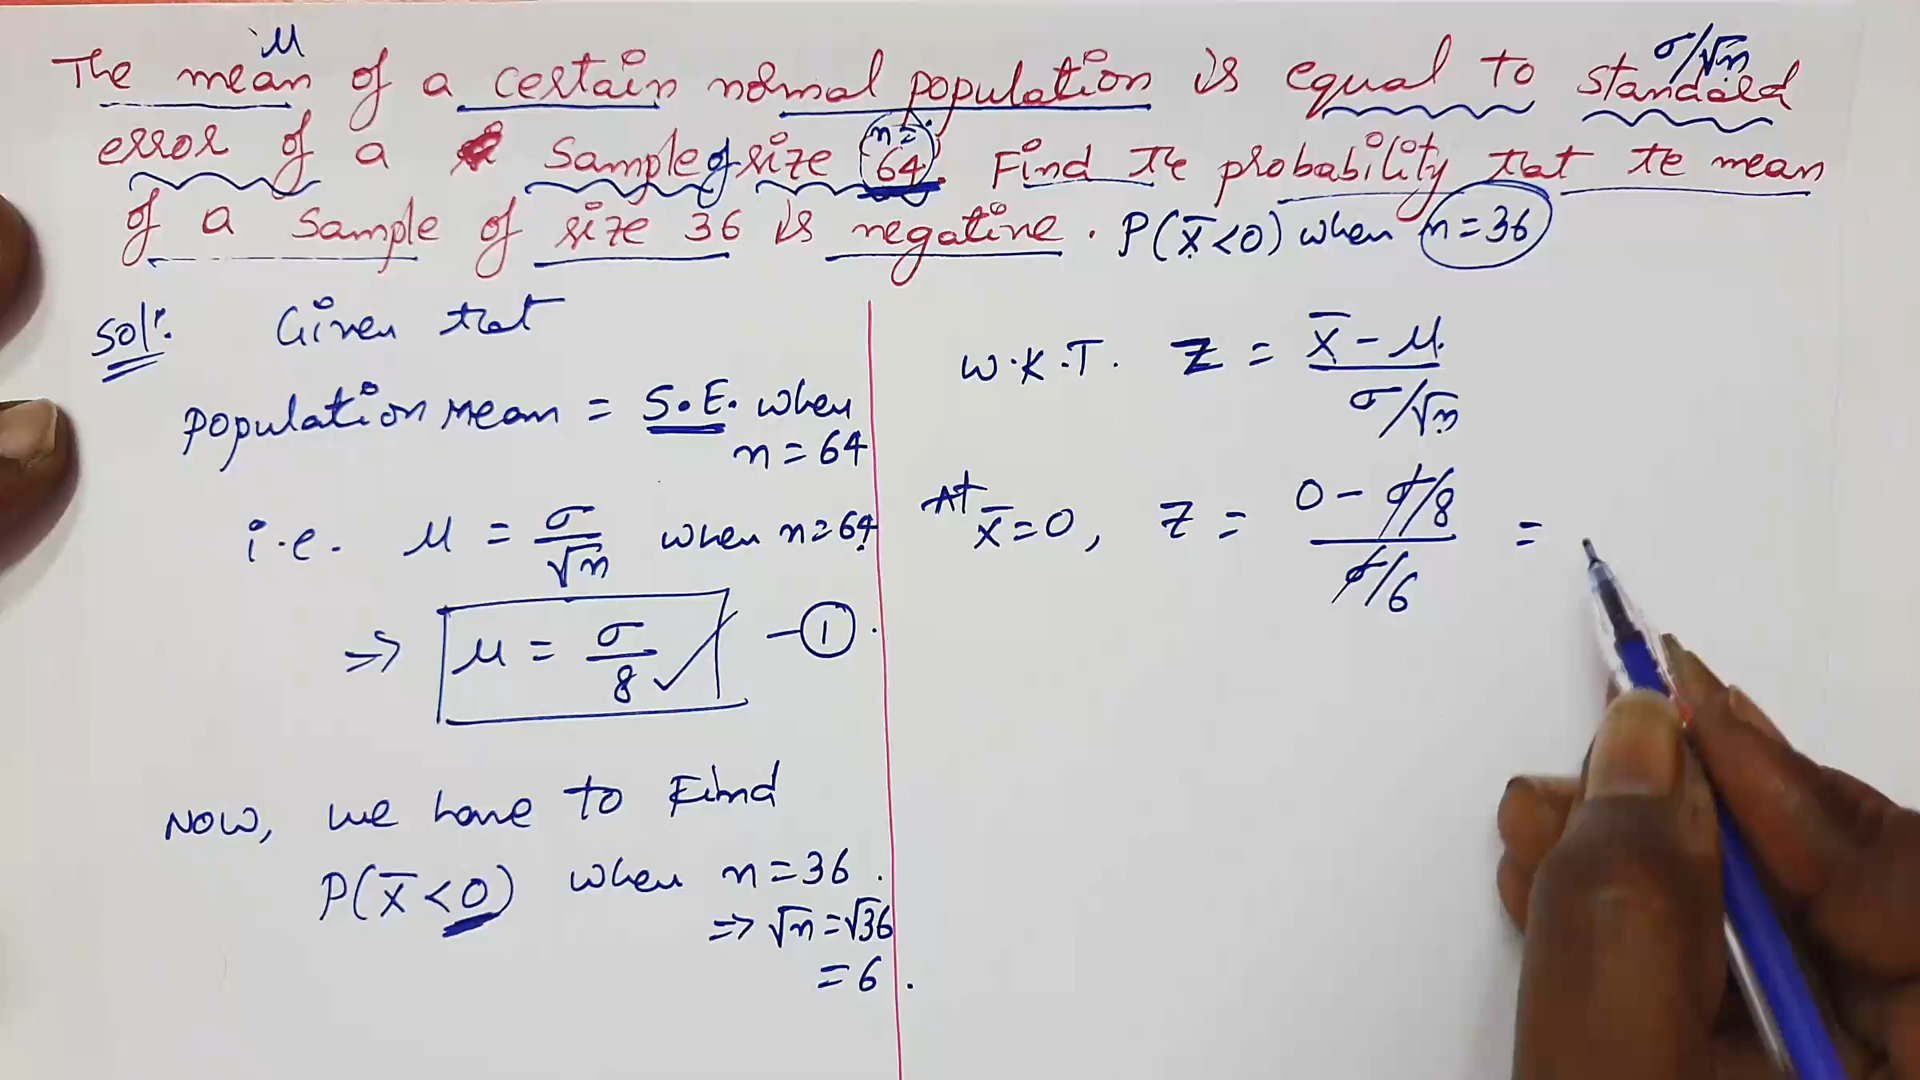 μ
σ/√n
The mean of a certain normal population is equal to standard
error of a sample of size 64. Find the probability that te mean
n =
of a sample of size 36 is negative. P(x̄<0) when n=36
Sol:
Given that
population mean = S.E. when
n = 64
i.e. μ = σ/√n when n=64
⇒ μ = σ/8 ✓ —①.
Now, we have to Find
P(x̄<0) when n=36.
⇒ √n=√36
= 6.
W.K.T. Z = (x̄ - μ)/(σ/√n)
At x̄=0, Z = (0 - σ/8)/(σ/6) =